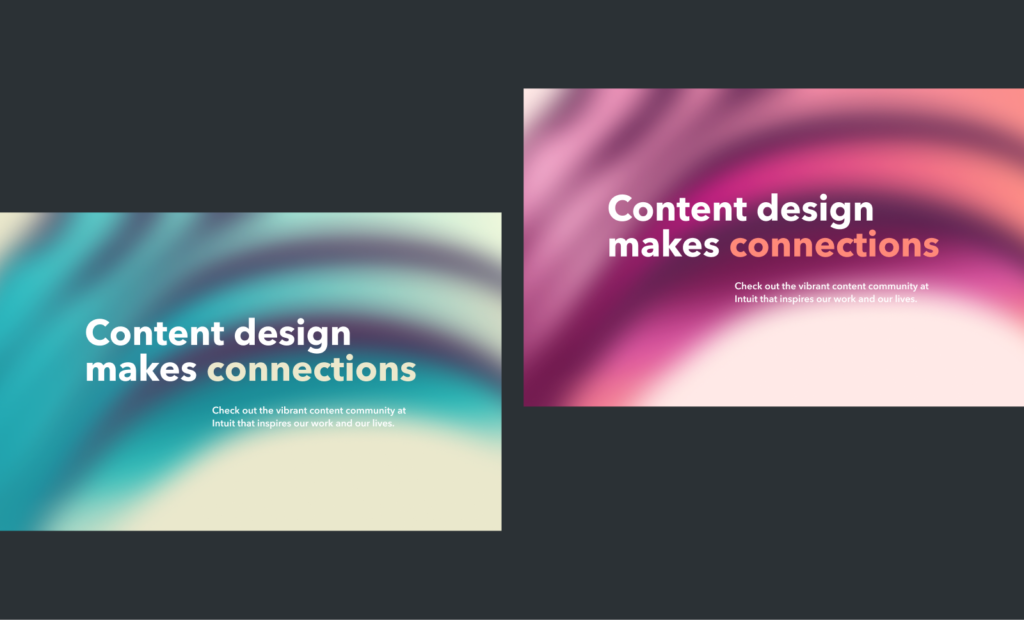 Content design
makes connections
Check out the vibrant content community at
Intuit that inspires our work and our lives.
Content design
makes connections
Check out the vibrant content community at
Intuit that inspires our work and our lives.